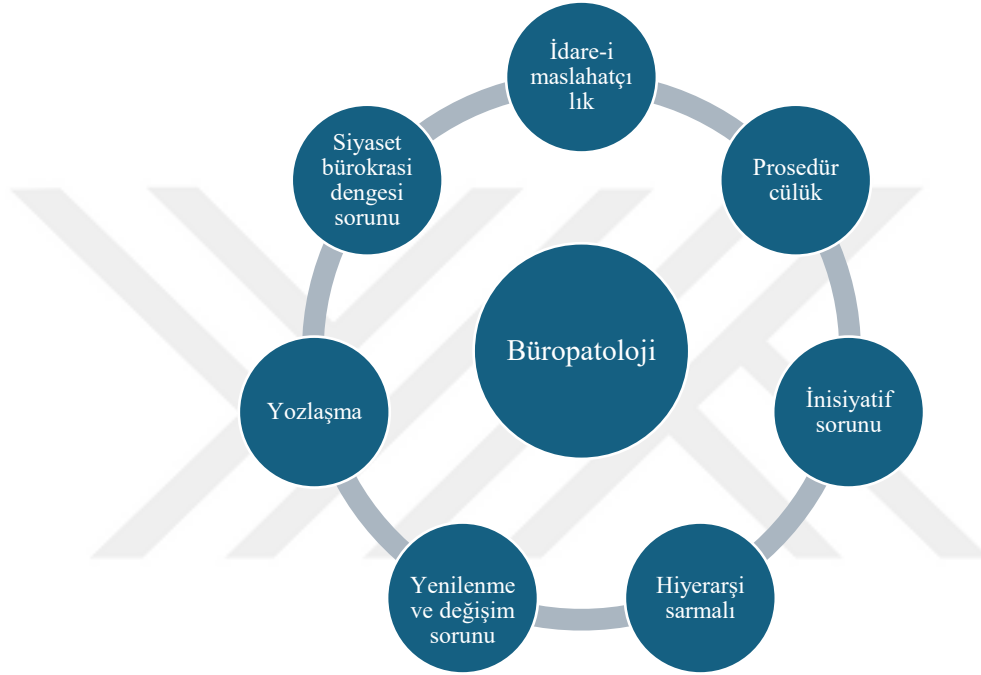 İdare-i
maslahatçı
lık
Prosedür
cülük
İnisiyatif
sorunu
Hiyerarşi
sarmalı
Yenilenme
ve değişim
sorunu
Yozlaşma
Siyaset
bürokrasi
dengesi
sorunu
Büropatoloji